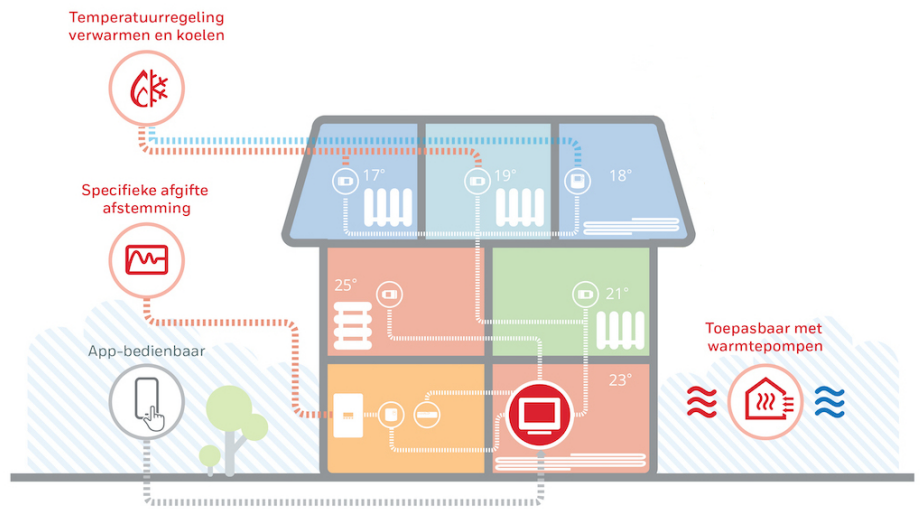 Temperatuurregeling
verwarmen en koelen
17°
19°
18°
Specifieke afgifte
afstemming
25°
21°
App-bedienbaar
Toepasbaar met
warmtepompen
23°